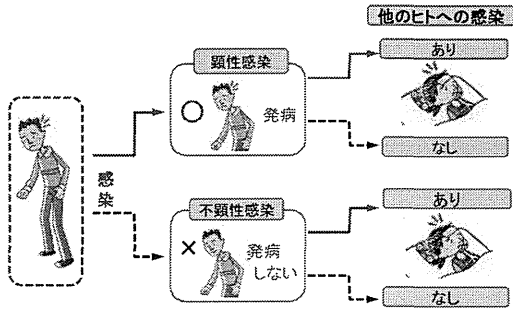 他のヒトへの感染
顕性感染
あり
○
発病
なし
感染
不顕性感染
あり
×
発病
しない
なし